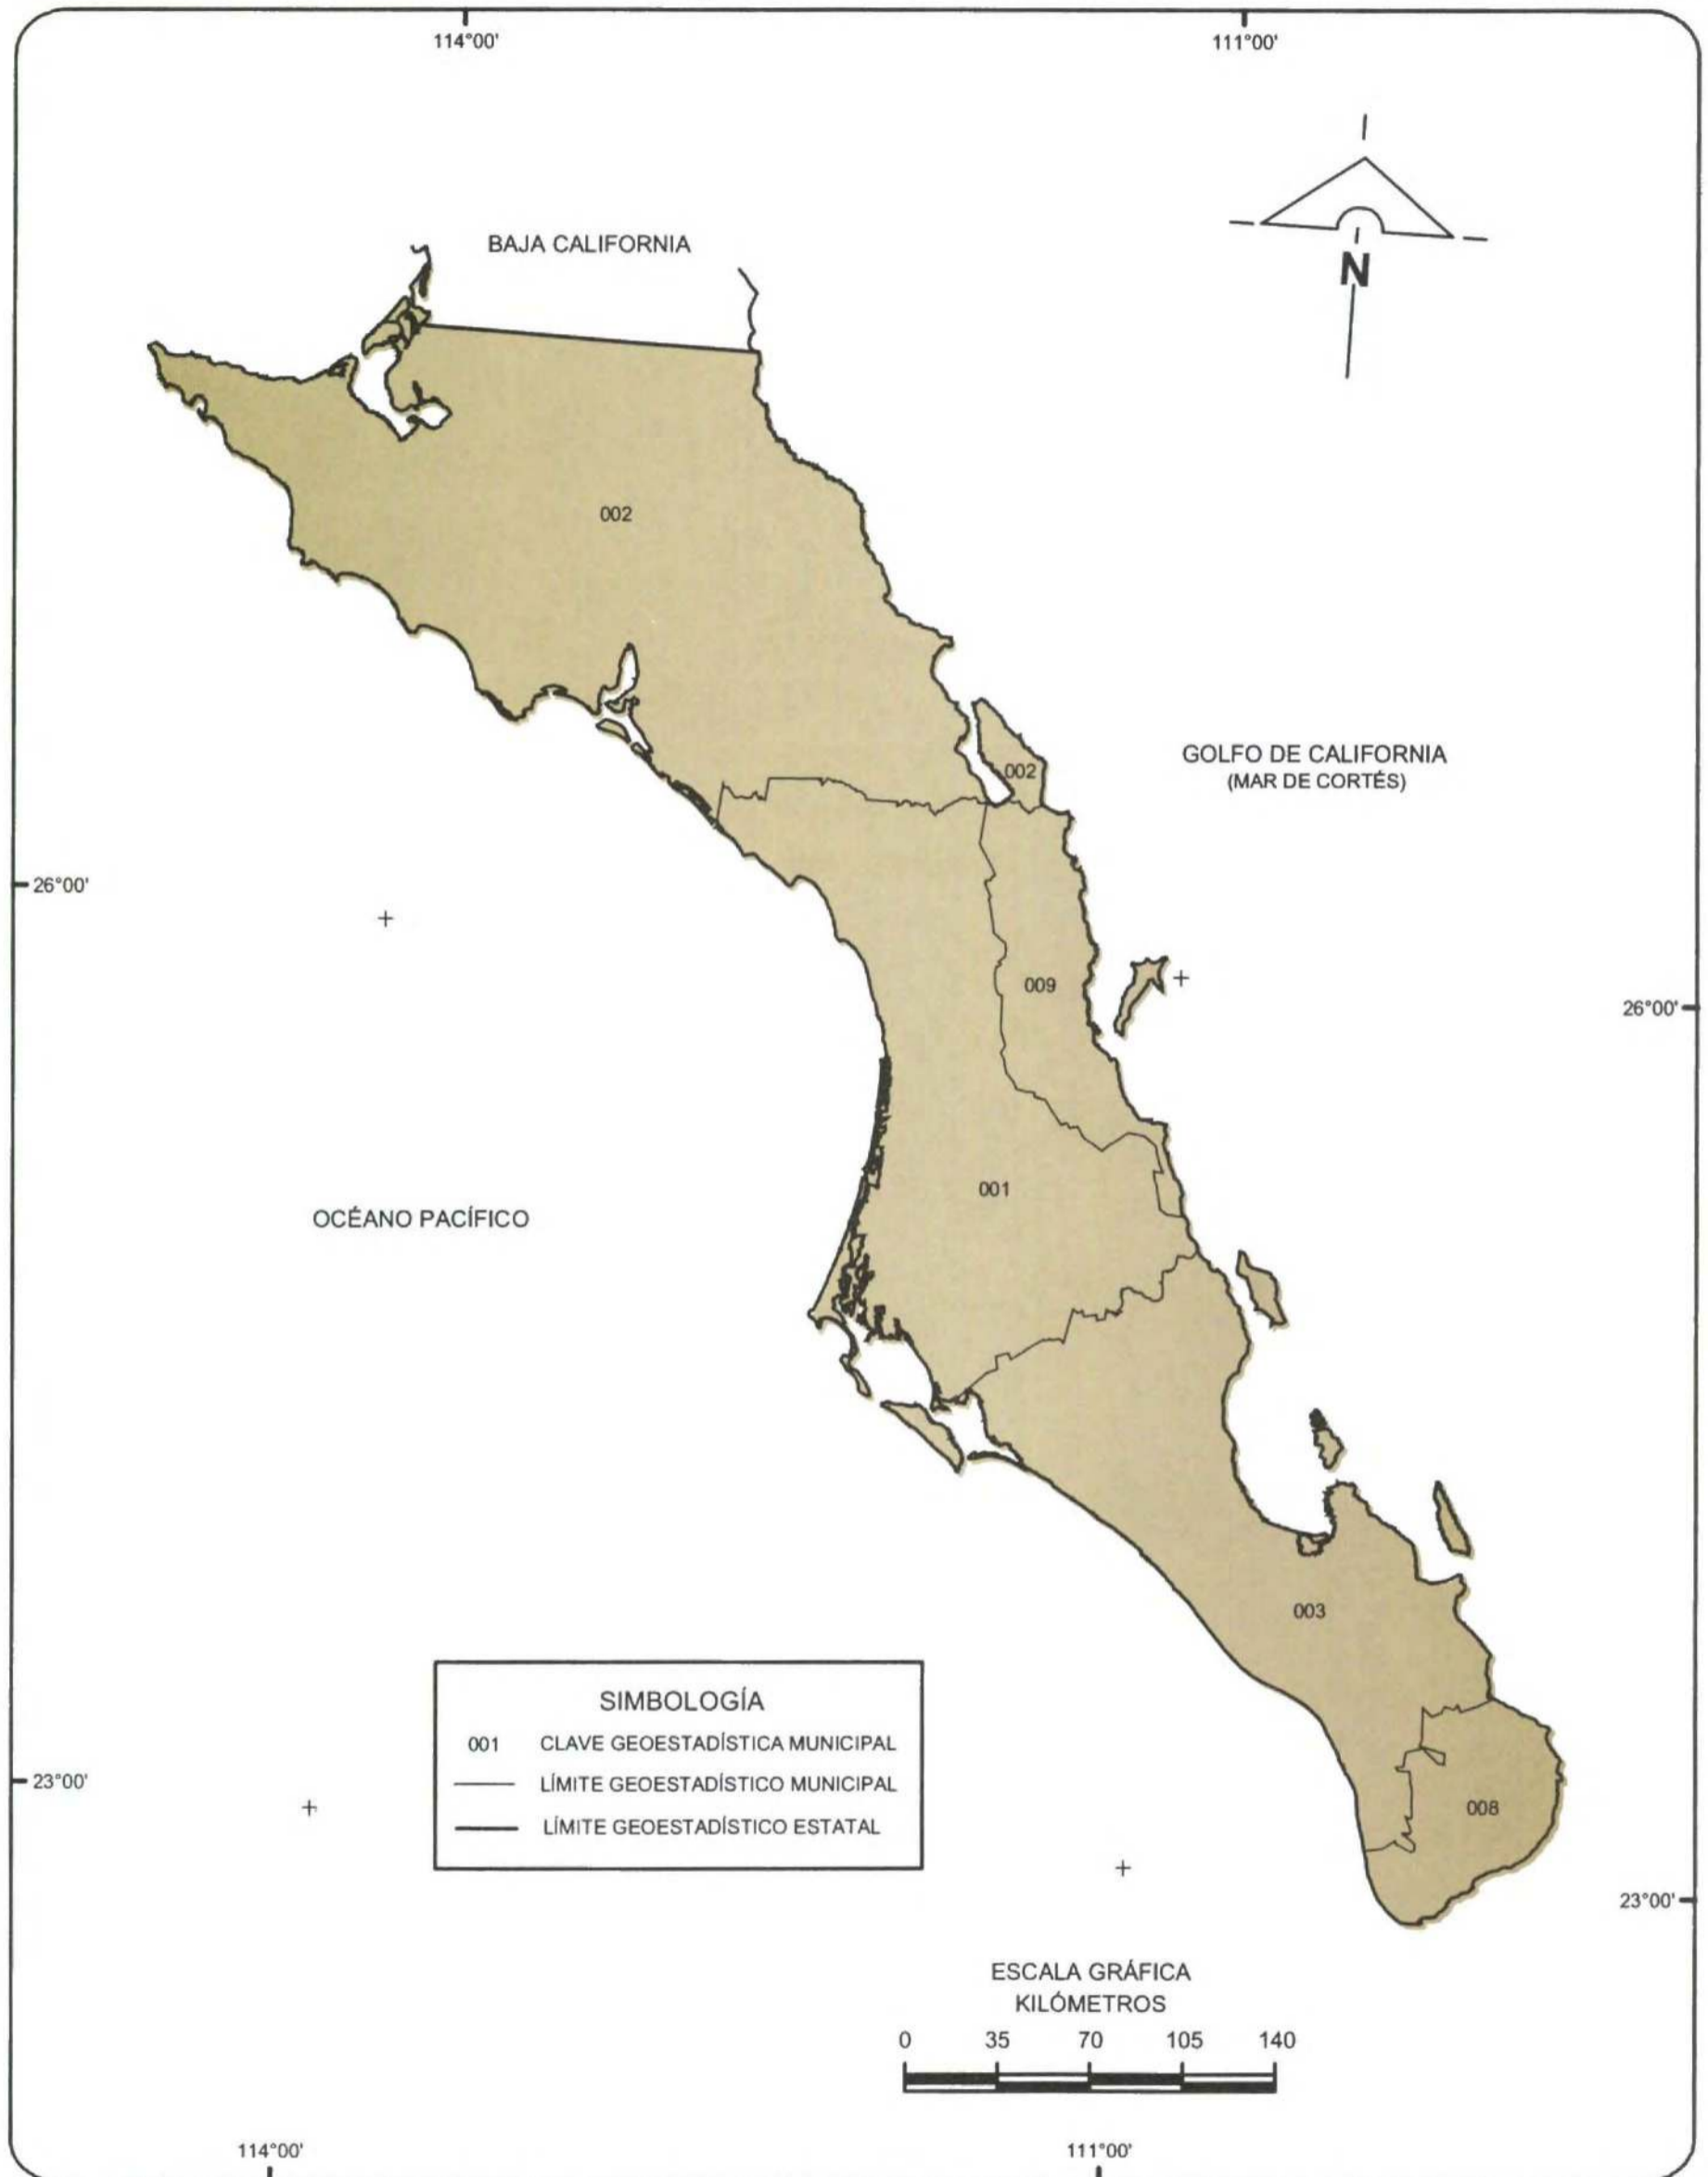 114°00'
111°00'
BAJA CALIFORNIA
N
002
GOLFO DE CALIFORNIA
(MAR DE CORTÉS)
002
26°00'
009
26°00'
001
OCÉANO PACÍFICO
003
SIMBOLOGÍA
001 CLAVE GEOESTADÍSTICA MUNICIPAL
LÍMITE GEOESTADÍSTICO MUNICIPAL
LÍMITE GEOESTADÍSTICO ESTATAL
23°00'
008
23°00'
ESCALA GRÁFICA
KILÓMETROS
0 35 70 105 140
114°00'
111°00'